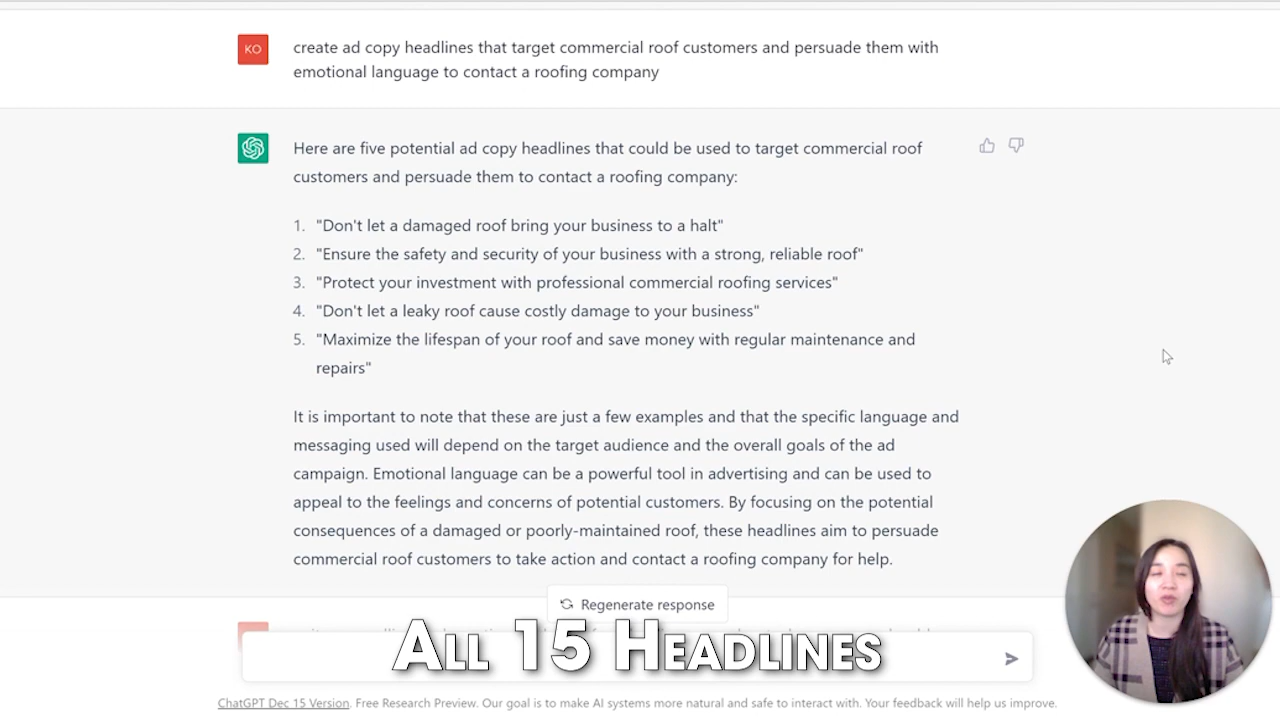 KO
create ad copy headlines that target commercial roof customers and persuade them with
emotional language to contact a roofing company
Here are five potential ad copy headlines that could be used to target commercial roof
customers and persuade them to contact a roofing company:
1. "Don't let a damaged roof bring your business to a halt"
2. "Ensure the safety and security of your business with a strong, reliable roof"
3. "Protect your investment with professional commercial roofing services"
4. "Don't let a leaky roof cause costly damage to your business"
5. "Maximize the lifespan of your roof and save money with regular maintenance and
repairs"
It is important to note that these are just a few examples and that the specific language and
messaging used will depend on the target audience and the overall goals of the ad
campaign. Emotional language can be a powerful tool in advertising and can be used to
appeal to the feelings and concerns of potential customers. By focusing on the potential
consequences of a damaged or poorly-maintained roof, these headlines aim to persuade
commercial roof customers to take action and contact a roofing company for help.
Regenerate response
All 15 Headlines
ChatGPT Dec 15 Version. Free Research Preview. Our goal is to make AI systems more natural and safe to interact with. Your feedback will help us improve.